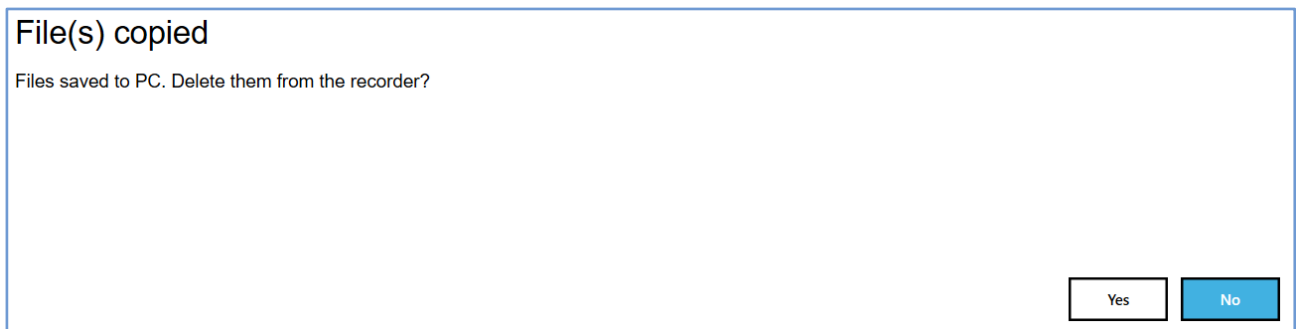 File(s) copied
Files saved to PC. Delete them from the recorder?
Yes No